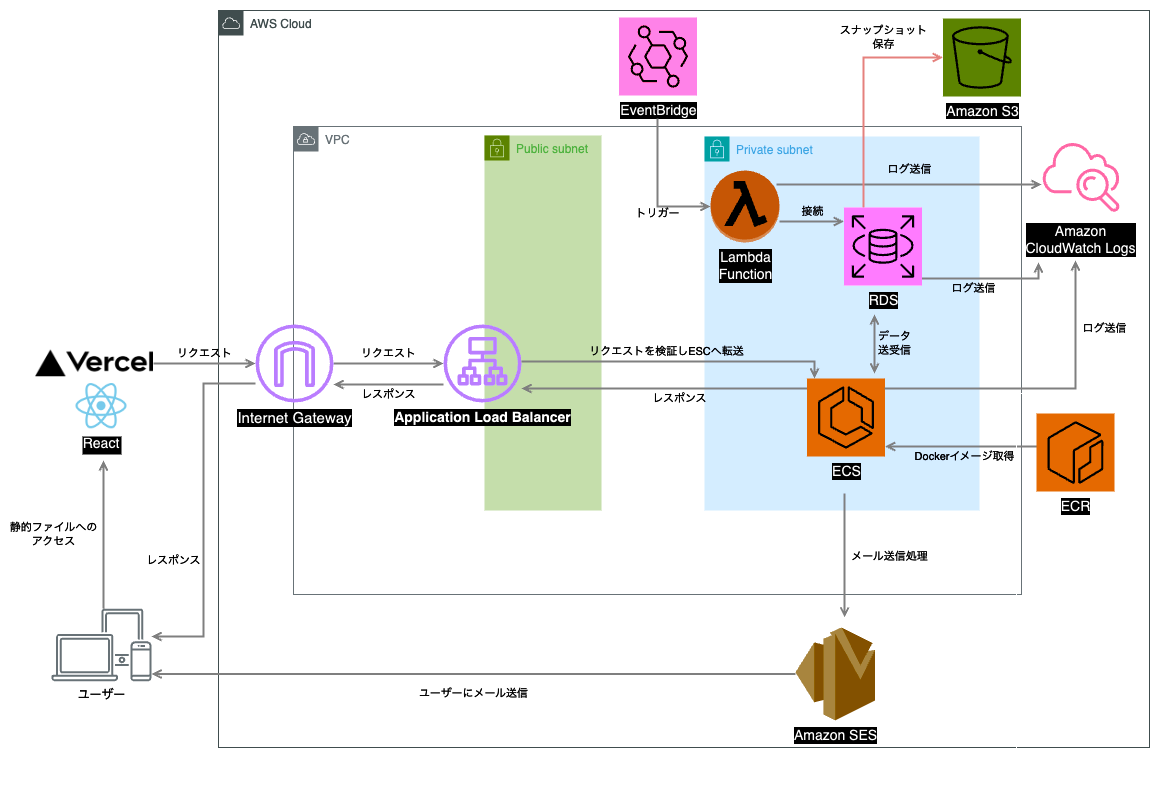 AWS Cloud
スナップショット
保存
EventBridge
Amazon S3
VPC
Public subnet
Private subnet
ログ送信
トリガー
接続
Amazon
CloudWatch Logs
Lambda
Function
ログ送信
RDS
ログ送信
データ
送受信
Vercel
リクエスト
リクエスト
リクエストを検証しESCへ転送
レスポンス
レスポンス
Internet Gateway
Application Load Balancer
React
Dockerイメージ取得
ECS
ECR
静的ファイルへの
アクセス
レスポンス
メール送信処理
ユーザー
ユーザーにメール送信
Amazon SES